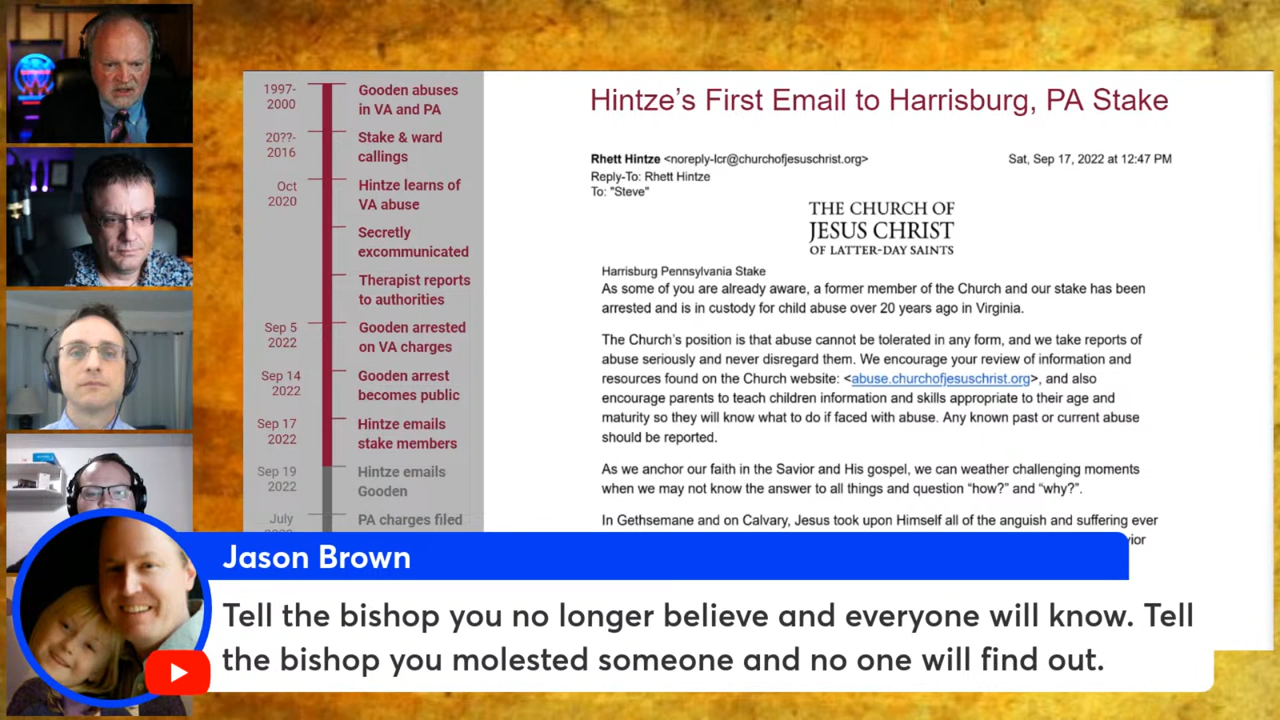 1997-
2000
Gooden abuses
in VA and PA
20??-
2016
Stake & ward
callings
Oct
2020
Hintze learns of
VA abuse
Secretly
excommunicated
Therapist reports
to authorities
Sep 5
2022
Gooden arrested
on VA charges
Sep 14
2022
Gooden arrest
becomes public
Sep 17
2022
Hintze emails
stake members
Sep 19
2022
Hintze emails
Gooden
July
PA charges filed
Hintze's First Email to Harrisburg, PA Stake
Rhett Hintze <noreply-lcr@churchofjesuschrist.org>
Sat, Sep 17, 2022 at 12:47 PM
Reply-To: Rhett Hintze
To: "Steve"
THE CHURCH OF
JESUS CHRIST
OF LATTER-DAY SAINTS
Harrisburg Pennsylvania Stake
As some of you are already aware, a former member of the Church and our stake has been
arrested and is in custody for child abuse over 20 years ago in Virginia.
The Church's position is that abuse cannot be tolerated in any form, and we take reports of
abuse seriously and never disregard them. We encourage your review of information and
resources found on the Church website: <abuse.churchofjesuschrist.org>, and also
encourage parents to teach children information and skills appropriate to their age and
maturity so they will know what to do if faced with abuse. Any known past or current abuse
should be reported.
As we anchor our faith in the Savior and His gospel, we can weather challenging moments
when we may not know the answer to all things and question "how?" and "why?".
In Gethsemane and on Calvary, Jesus took upon Himself all of the anguish and suffering ever
Jason Brown
Tell the bishop you no longer believe and everyone will know. Tell
the bishop you molested someone and no one will find out.